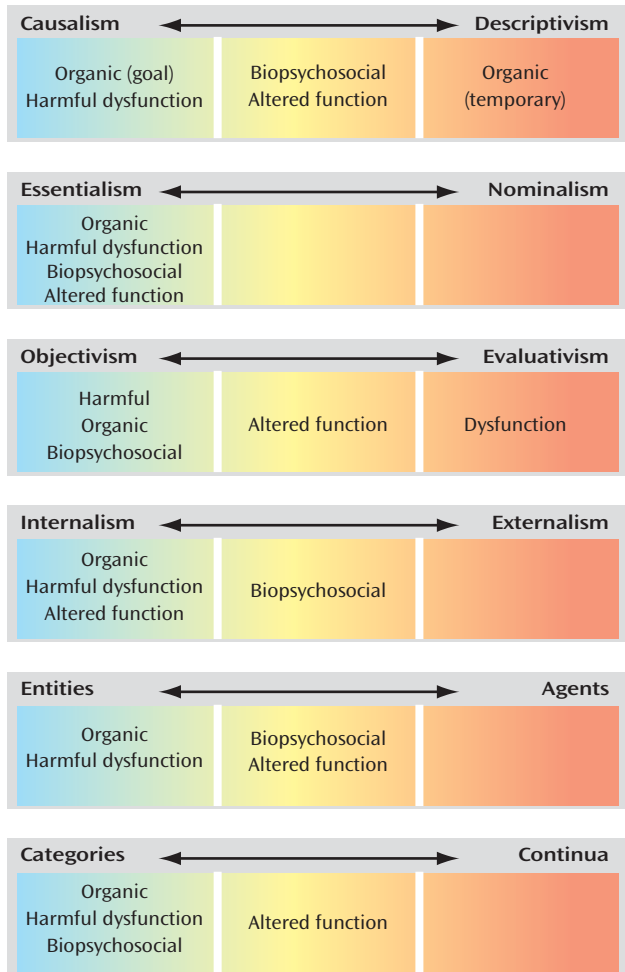 Causalism Descriptivism
Organic (goal)
Harmful dysfunction
Biopsychosocial
Altered function
Organic
(temporary)
Essentialism Nominalism
Organic
Harmful dysfunction
Biopsychosocial
Altered function
Objectivism Evaluativism
Harmful
Organic
Biopsychosocial
Altered function
Dysfunction
Internalism Externalism
Organic
Harmful dysfunction
Altered function
Biopsychosocial
Entities Agents
Organic
Harmful dysfunction
Biopsychosocial
Altered function
Categories Continua
Organic
Harmful dysfunction
Biopsychosocial
Altered function